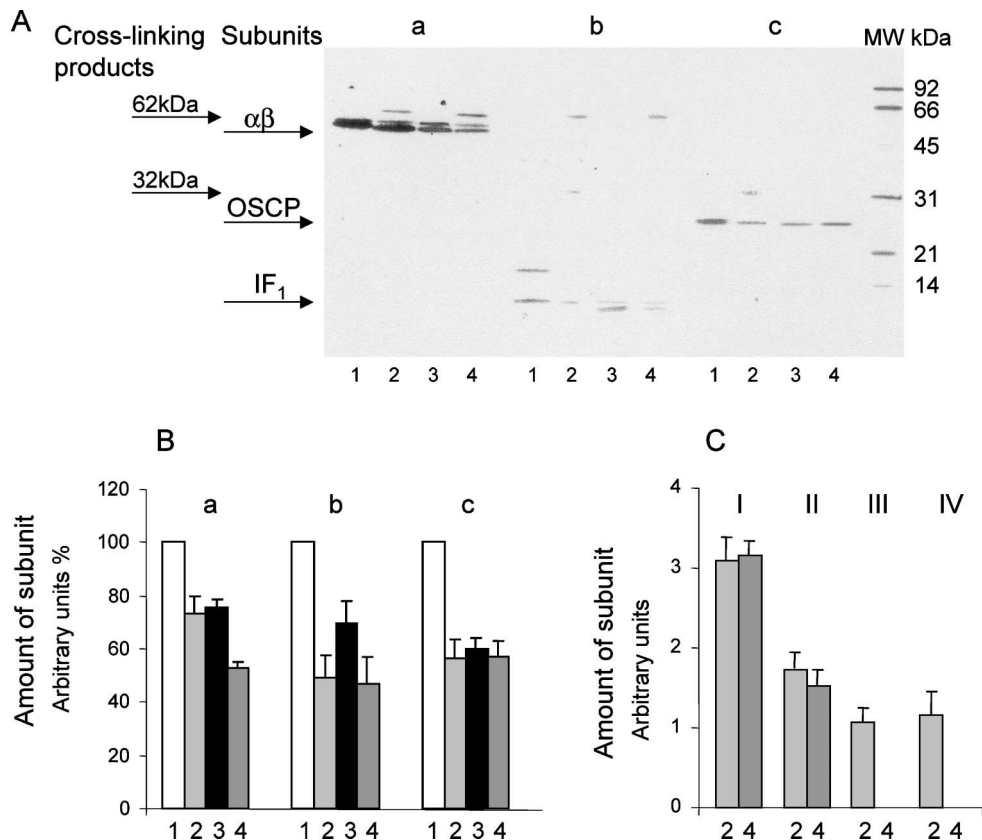 A
Cross-linking products
Subunits
a
b
c
MW kDa
62kDa
αβ
32kDa
OSCP
IF1
92
66
45
31
21
14
1 2 3 4 1 2 3 4 1 2 3 4
B
Amount of subunit
Arbitrary units %
120
100
80
60
40
20
0
a
b
c
1 2 3 4 1 2 3 4 1 2 3 4
C
Amount of subunit
Arbitrary units
4
3
2
1
0
I
II
III
IV
2 4 2 4 2 4 2 4